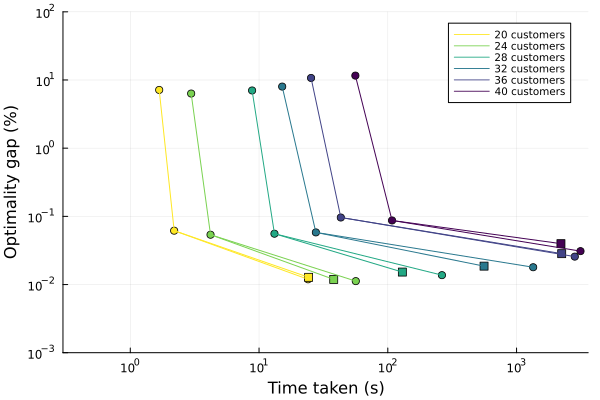 10²
10¹
10⁰
10⁻¹
10⁻²
10⁻³
Optimality gap (%)
20 customers
24 customers
28 customers
32 customers
36 customers
40 customers
10⁰ 10¹ 10² 10³
Time taken (s)